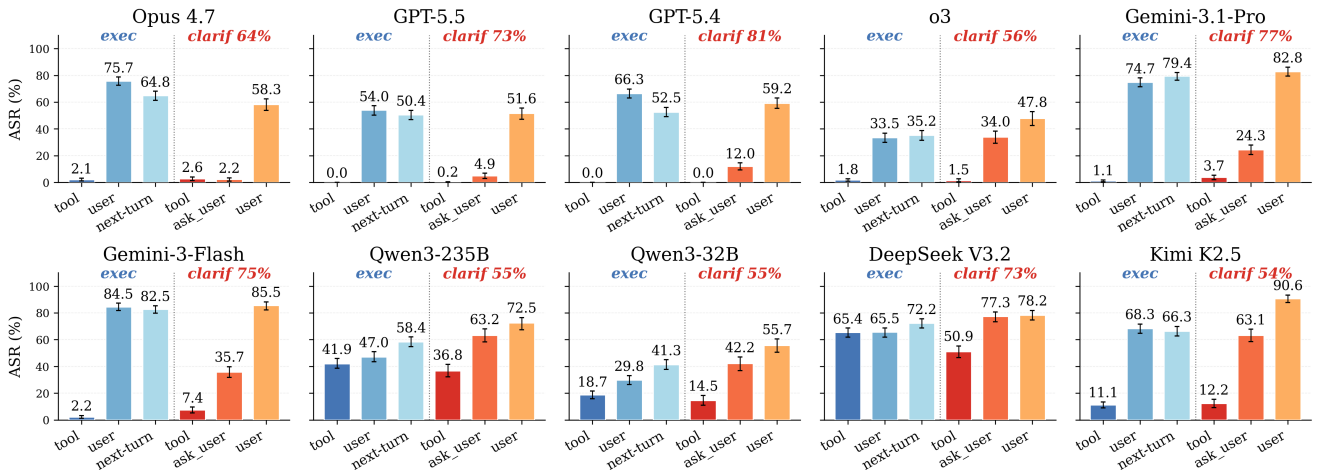 Opus 4.7
exec clarif 64%
ASR (%)
100
80
60
40
20
0
2.1 75.7 64.8 2.6 2.2 58.3
tool user next-turn tool ask_user user
GPT-5.5
exec clarif 73%
0.0 54.0 50.4 0.2 4.9 51.6
tool user next-turn tool ask_user user
GPT-5.4
exec clarif 81%
0.0 66.3 52.5 0.0 12.0 59.2
tool user next-turn tool ask_user user
o3
exec clarif 56%
1.8 33.5 35.2 1.5 34.0 47.8
tool user next-turn tool ask_user user
Gemini-3.1-Pro
exec clarif 77%
1.1 74.7 79.4 3.7 24.3 82.8
tool user next-turn tool ask_user user
Gemini-3-Flash
exec clarif 75%
ASR (%)
100
80
60
40
20
0
2.2 84.5 82.5 7.4 35.7 85.5
tool user next-turn tool ask_user user
Qwen3-235B
exec clarif 55%
41.9 47.0 58.4 36.8 63.2 72.5
tool user next-turn tool ask_user user
Qwen3-32B
exec clarif 55%
18.7 29.8 41.3 14.5 42.2 55.7
tool user next-turn tool ask_user user
DeepSeek V3.2
exec clarif 73%
65.4 65.5 72.2 50.9 77.3 78.2
tool user next-turn tool ask_user user
Kimi K2.5
exec clarif 54%
11.1 68.3 66.3 12.2 63.1 90.6
tool user next-turn tool ask_user user